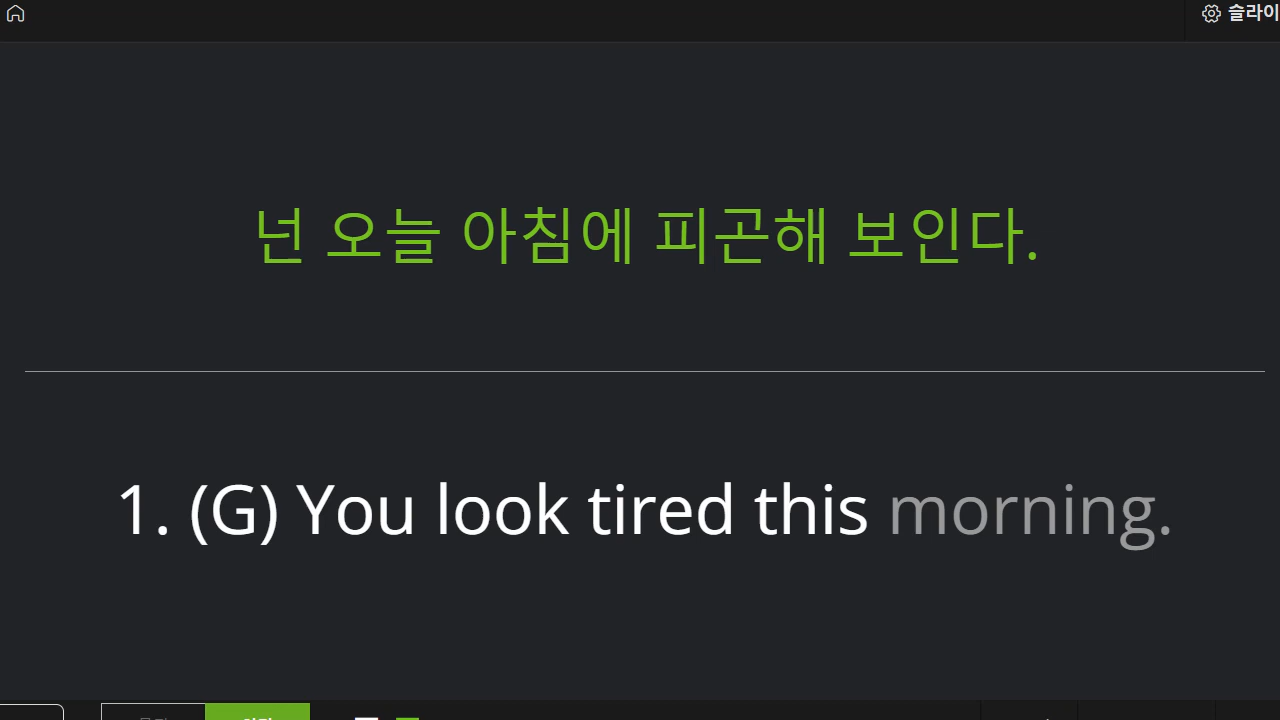 슬라이
넌 오늘 아침에 피곤해 보인다.
1. (G) You look tired this morning.